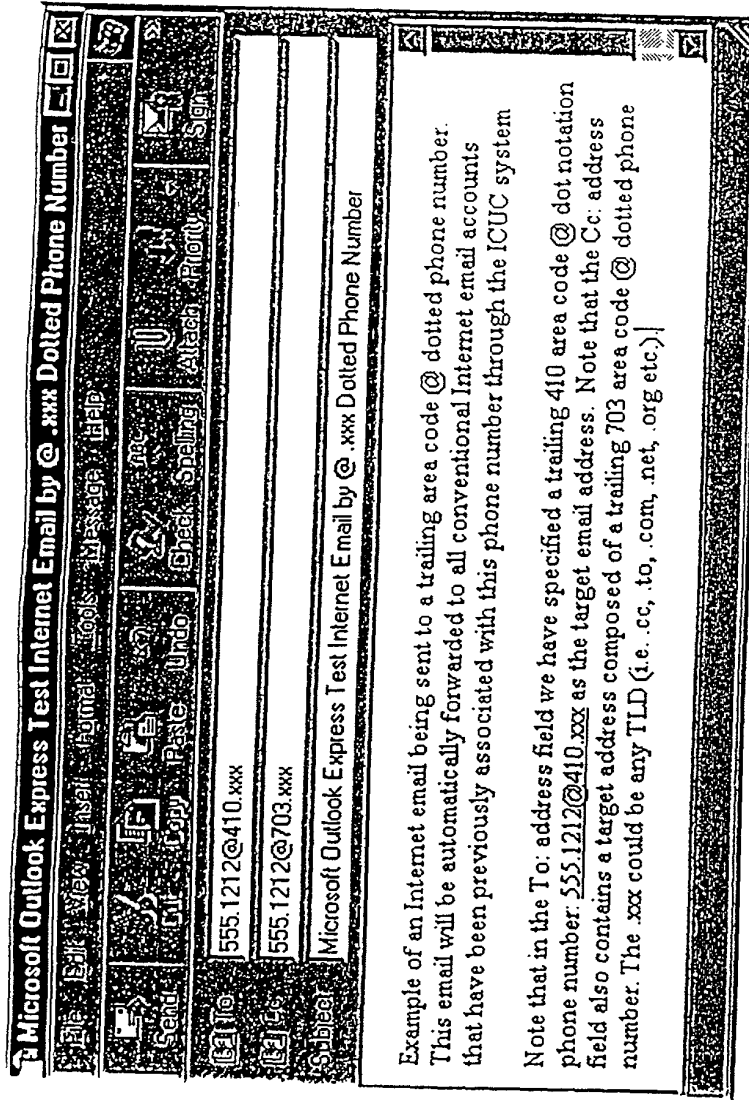 Microsoft Outlook Express Test Internet Email by @ .xxx Dotted Phone Number
File Edit View Insert Format Tools Message Help
Send Cut Copy Paste Undo Check Spelling Attach Priority Sign
To 555.1212@410.xxx
Cc 555.1212@703.xxx
Subject Microsoft Outlook Express Test Internet Email by @ .xxx Dotted Phone Number
Example of an Internet email being sent to a trailing area code @ dotted phone number.
This email will be automatically forwarded to all conventional Internet email accounts
that have been previously associated with this phone number through the ICUC system
Note that in the To: address field we have specified a trailing 410 area code @ dot notation
phone number: 555.1212@410.xxx as the target email address. Note that the Cc: address
field also contains a target address composed of a trailing 703 area code @ dotted phone
number. The .xxx could be any TLD (i.e. .cc, .to, .com, .net, .org etc.).